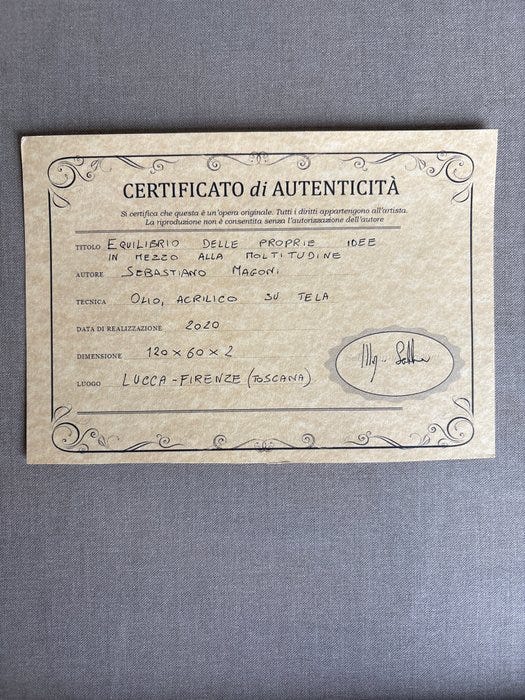 CERTIFICATO di AUTENTICITÀ
Si certifica che questa è un'opera originale. Tutti i diritti appartengono all'artista.
La riproduzione non è consentita senza l'autorizzazione dell'autore
TITOLO EQUILIBRIO DELLE PROPRIE IDEE
IN MEZZO ALLA MOLTITUDINE
AUTORE SEBASTIANO MAGONI
TECNICA OLIO, ACRILICO SU TELA
DATA DI REALIZZAZIONE 2020
DIMENSIONE 120 x 60 x 2
LUOGO LUCCA - FIRENZE (TOSCANA)